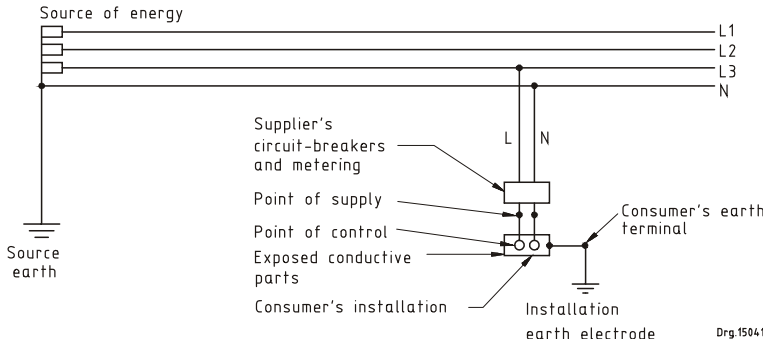 Source of energy
L1
L2
L3
N
Supplier's
circuit-breakers
and metering
L N
Point of supply
Point of control
Exposed conductive
parts
Consumer's installation
Consumer's earth
terminal
Source
earth
Installation
earth electrode
Drg.15041